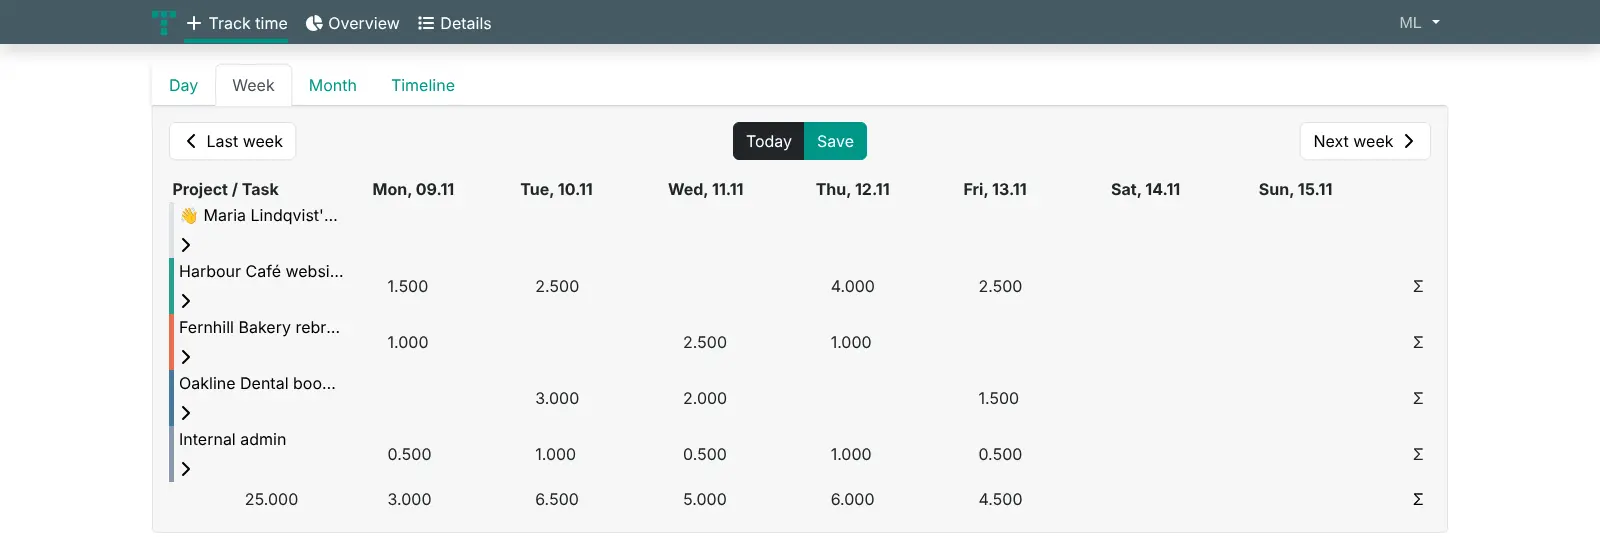 Track time Overview Details ML
Day Week Month Timeline
Last week Today Save Next week
Project / Task Mon, 09.11 Tue, 10.11 Wed, 11.11 Thu, 12.11 Fri, 13.11 Sat, 14.11 Sun, 15.11
👋 Maria Lindqvist'...
Harbour Café websi...
1.500 2.500 4.000 2.500 Σ
Fernhill Bakery rebr...
1.000 2.500 1.000 Σ
Oakline Dental boo...
3.000 2.000 1.500 Σ
Internal admin
0.500 1.000 0.500 1.000 0.500 Σ
25.000 3.000 6.500 5.000 6.000 4.500 Σ